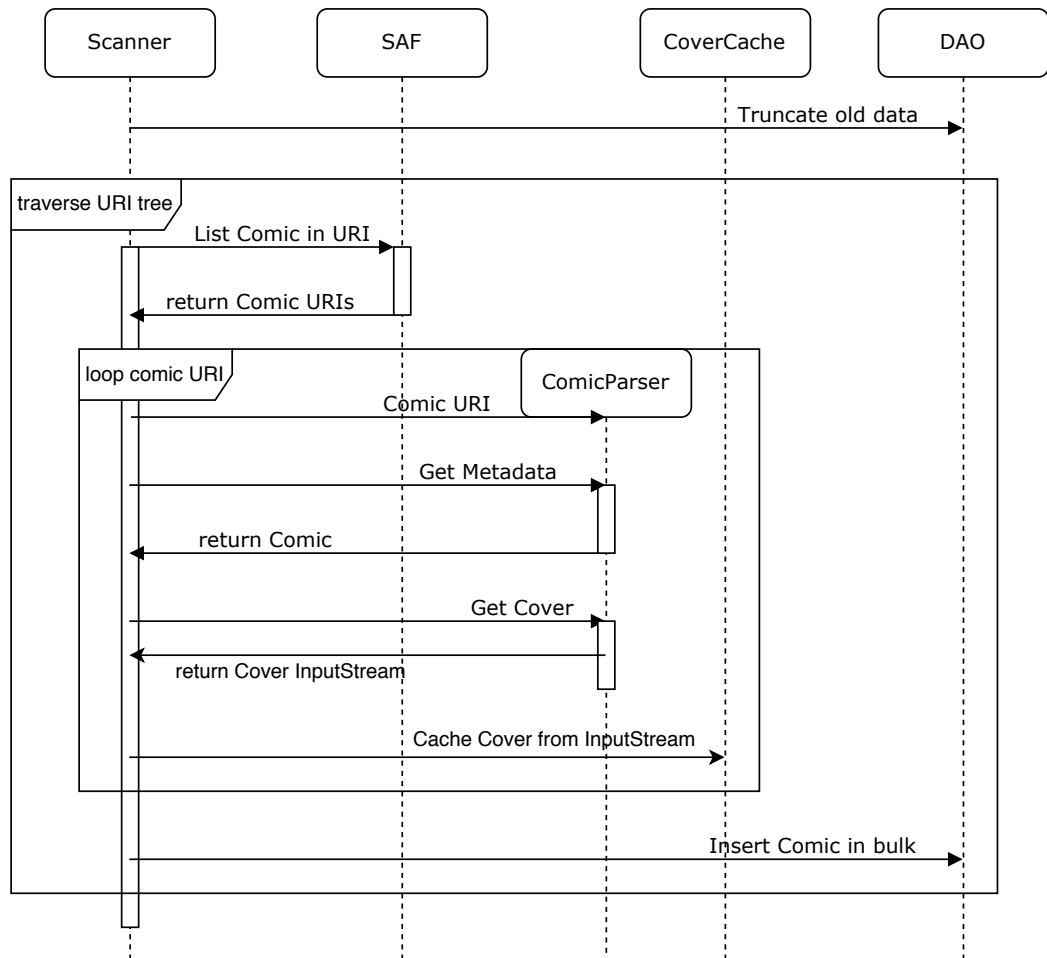 Scanner
SAF
CoverCache
DAO
Truncate old data
traverse URI tree
List Comic in URI
return Comic URIs
loop comic URI
ComicParser
Comic URI
Get Metadata
return Comic
Get Cover
return Cover InputStream
Cache Cover from InputStream
Insert Comic in bulk